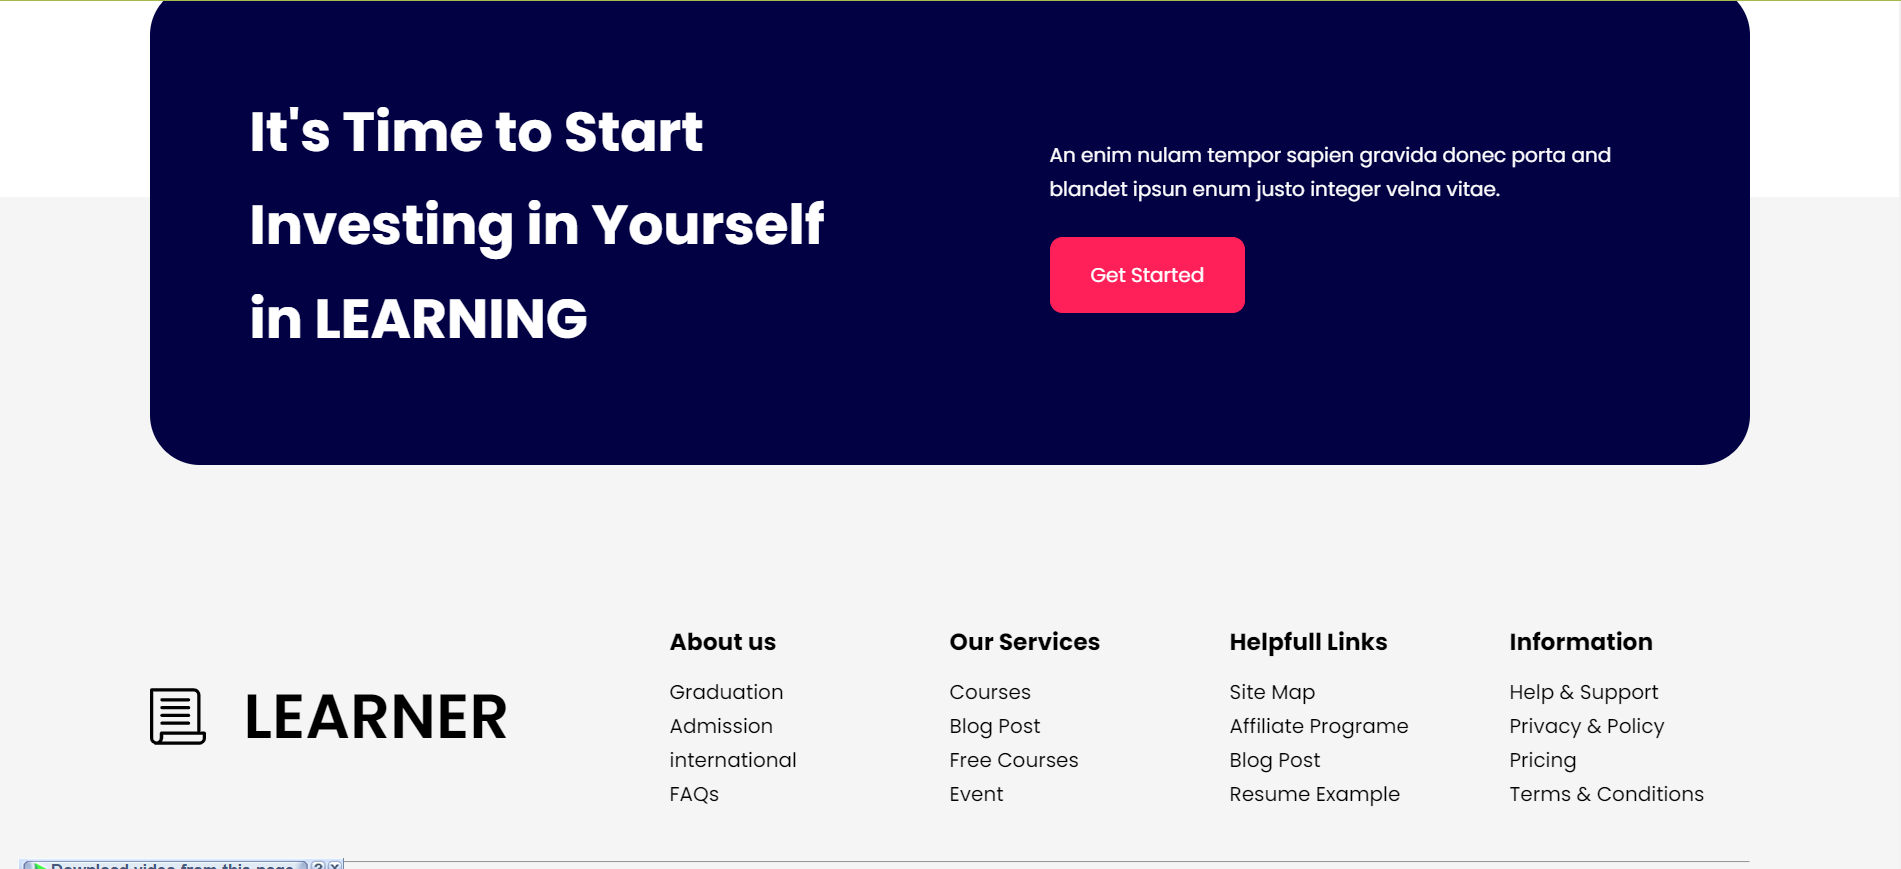 It's Time to Start
Investing in Yourself
in LEARNING
An enim nulam tempor sapien gravida donec porta and
blandet ipsun enum justo integer velna vitae.
Get Started
LEARNER
About us
Graduation
Admission
international
FAQs
Our Services
Courses
Blog Post
Free Courses
Event
Helpfull Links
Site Map
Affiliate Programe
Blog Post
Resume Example
Information
Help & Support
Privacy & Policy
Pricing
Terms & Conditions
Download video from this page